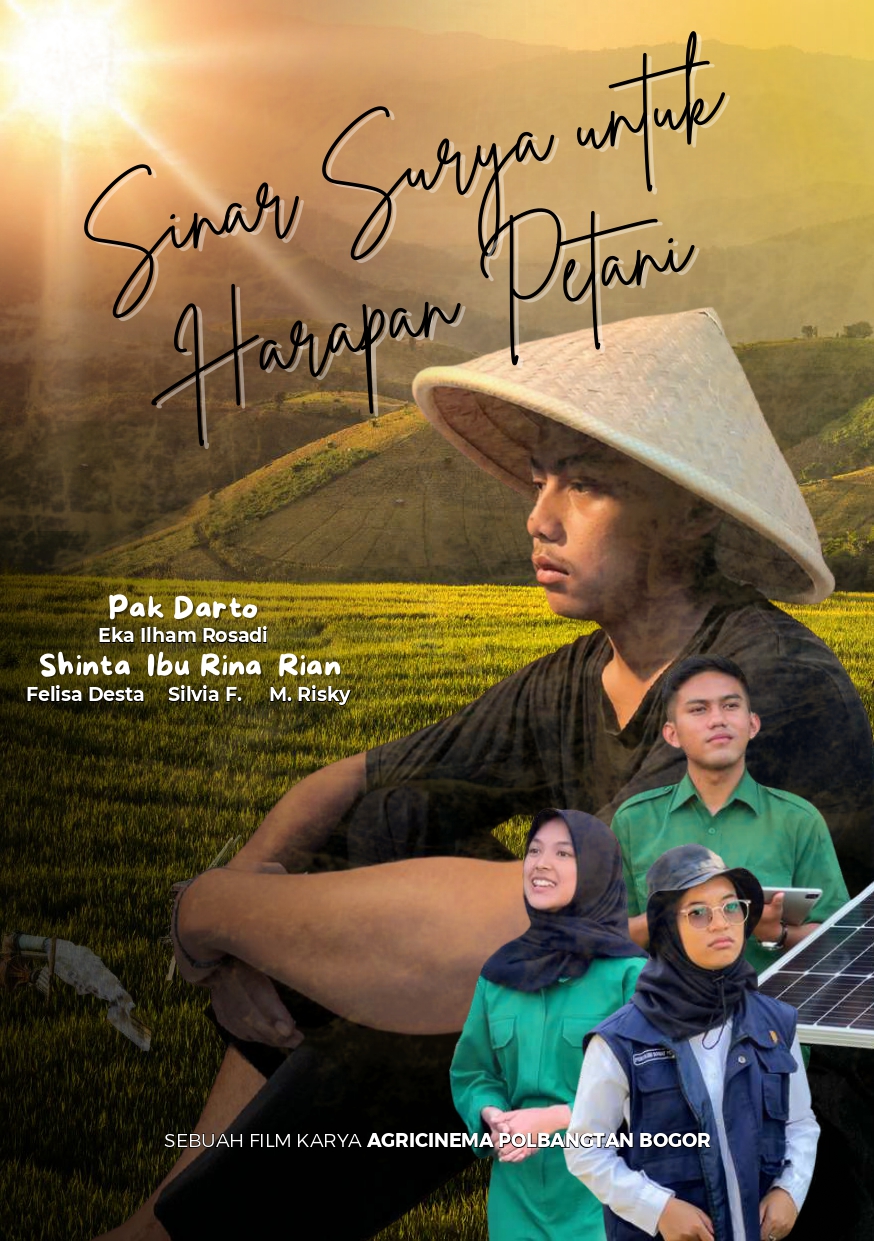 Sinar Surya untuk
Harapan Petani
Pak Darto
Eka Ilham Rosadi
Shinta Ibu Rina Rian
Felisa Desta Silvia F. M. Risky
SEBUAH FILM KARYA AGRICINEMA POLBANGTAN BOGOR